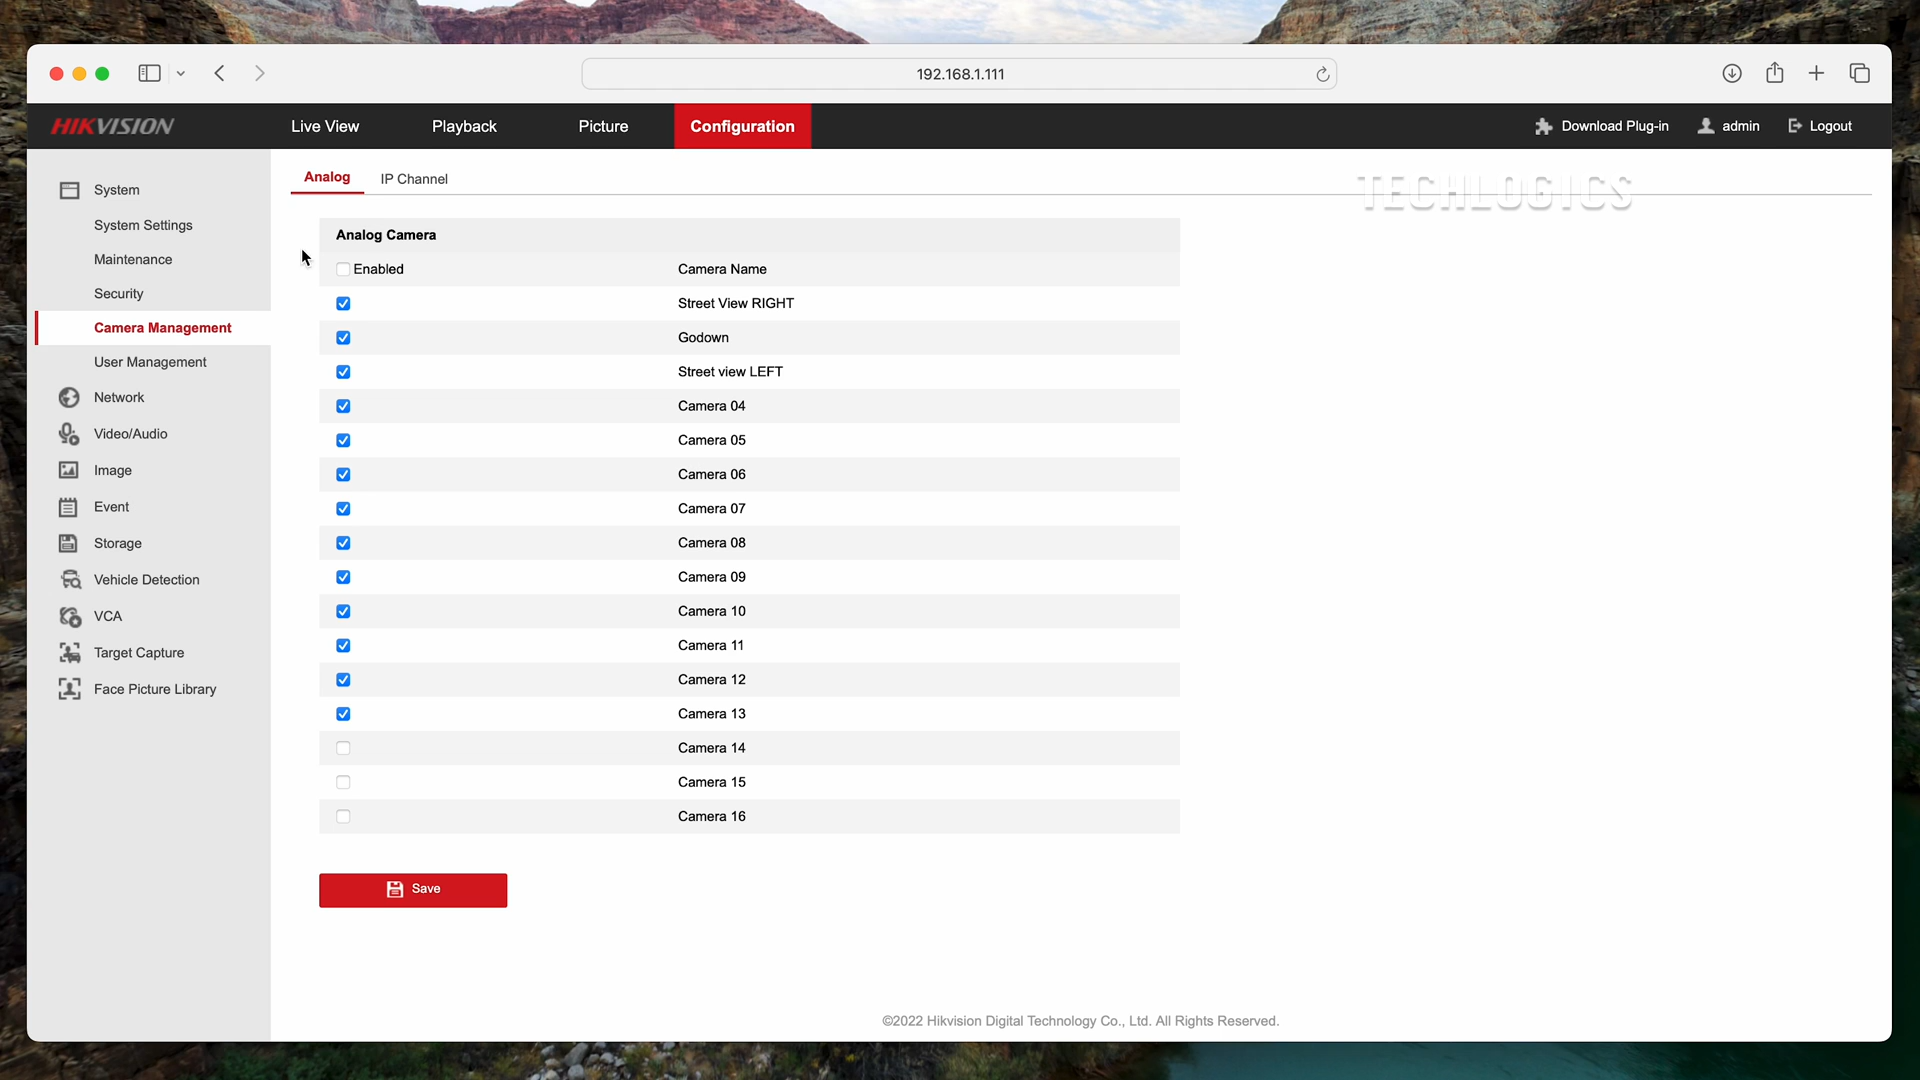 192.168.1.111
HIKVISION
Live View
Playback
Picture
Configuration
Download Plug-in
admin
Logout
System
System Settings
Maintenance
Security
Camera Management
User Management
Network
Video/Audio
Image
Event
Storage
Vehicle Detection
VCA
Target Capture
Face Picture Library
Analog
IP Channel
TECHLOGICS
Analog Camera
Enabled
Camera Name
Street View RIGHT
Godown
Street view LEFT
Camera 04
Camera 05
Camera 06
Camera 07
Camera 08
Camera 09
Camera 10
Camera 11
Camera 12
Camera 13
Camera 14
Camera 15
Camera 16
Save
©2022 Hikvision Digital Technology Co., Ltd. All Rights Reserved.